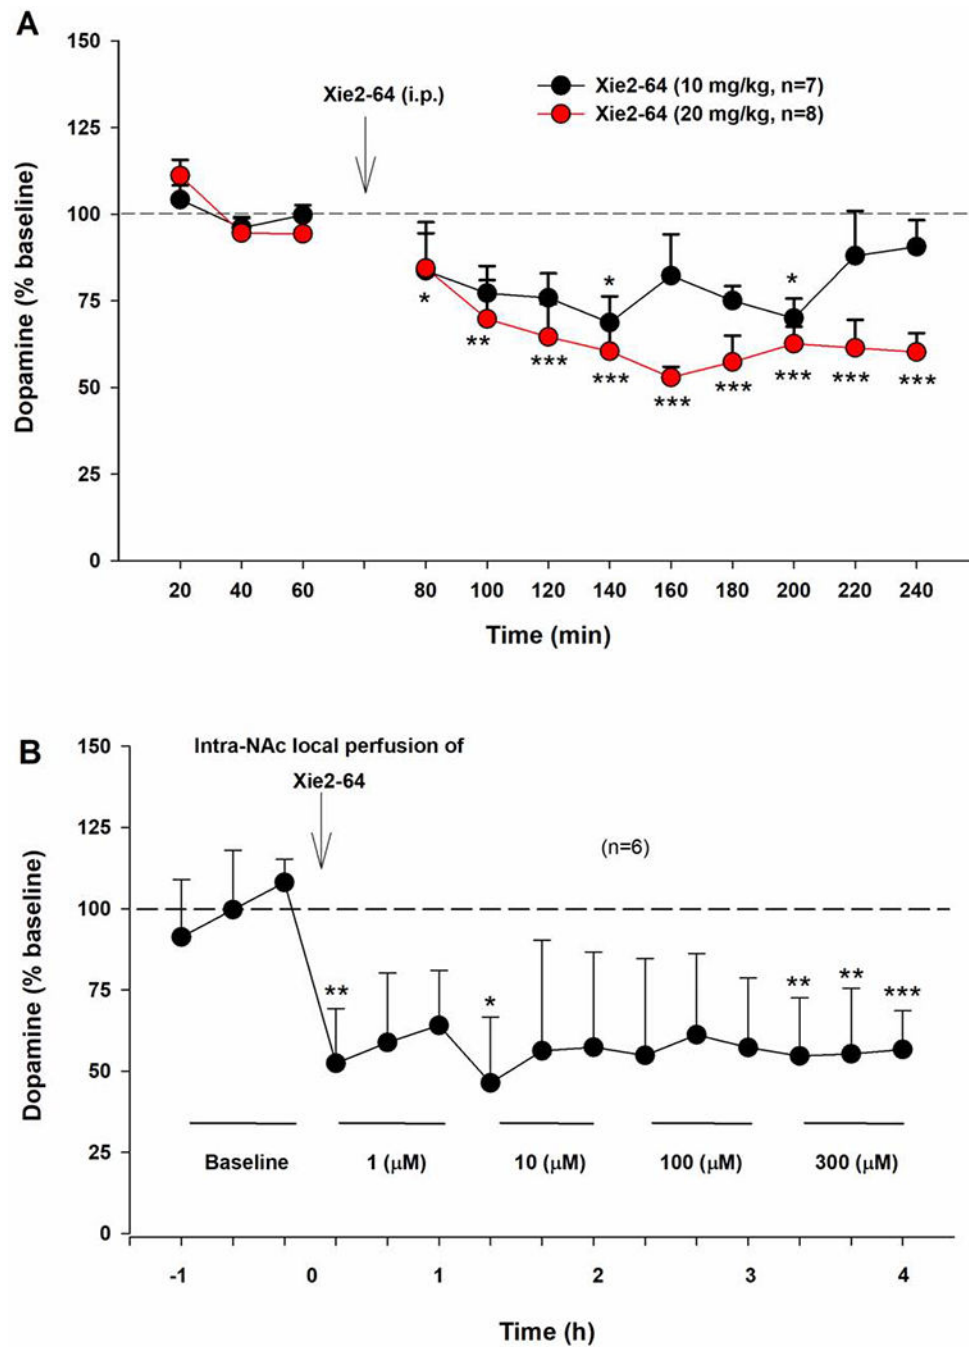 A
150
125
100
75
50
25
0
Dopamine (% baseline)
Xie2-64 (i.p.)
Xie2-64 (10 mg/kg, n=7)
Xie2-64 (20 mg/kg, n=8)
*
**
***
*
***
***
***
*
***
***
***
20 40 60 80 100 120 140 160 180 200 220 240
Time (min)
B
150
125
100
75
50
25
0
Dopamine (% baseline)
Intra-NAc local perfusion of
Xie2-64
(n=6)
**
*
**
**
***
Baseline 1 (μM) 10 (μM) 100 (μM) 300 (μM)
-1 0 1 2 3 4
Time (h)